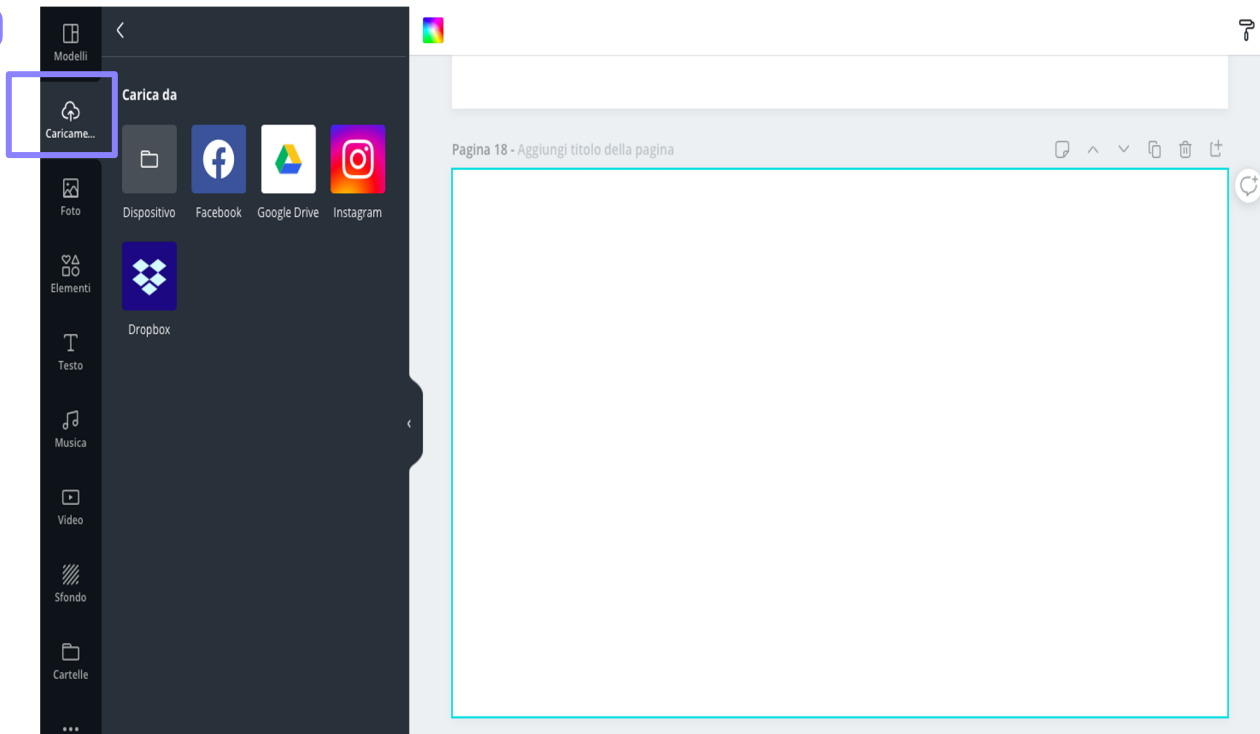 Modelli
Caricame...
Foto
Elementi
Testo
Musica
Video
Sfondo
Cartelle
Carica da
Dispositivo Facebook Google Drive Instagram
Dropbox
Pagina 18 - Aggiungi titolo della pagina